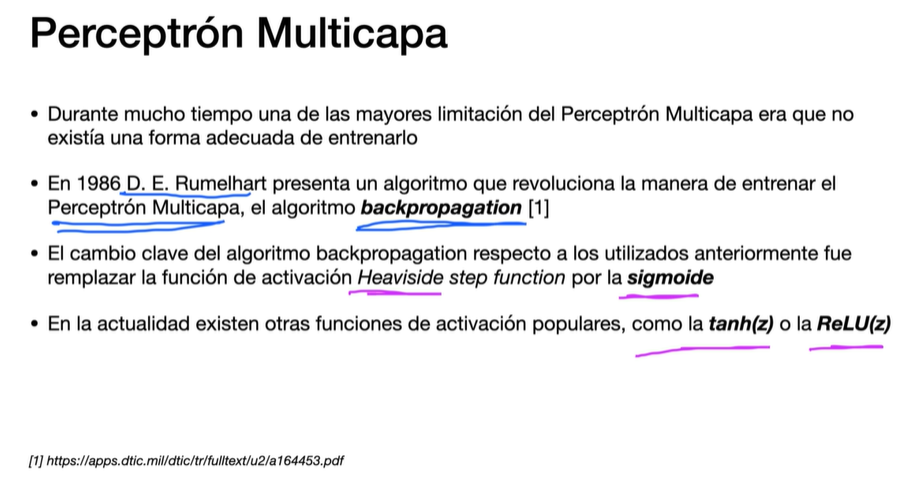 Perceptrón Multicapa
• Durante mucho tiempo una de las mayores limitación del Perceptrón Multicapa era que no
existía una forma adecuada de entrenarlo
• En 1986 D. E. Rumelhart presenta un algoritmo que revoluciona la manera de entrenar el
Perceptrón Multicapa, el algoritmo backpropagation [1]
• El cambio clave del algoritmo backpropagation respecto a los utilizados anteriormente fue
remplazar la función de activación Heaviside step function por la sigmoide
• En la actualidad existen otras funciones de activación populares, como la tanh(z) o la ReLU(z)
[1] https://apps.dtic.mil/dtic/tr/fulltext/u2/a164453.pdf